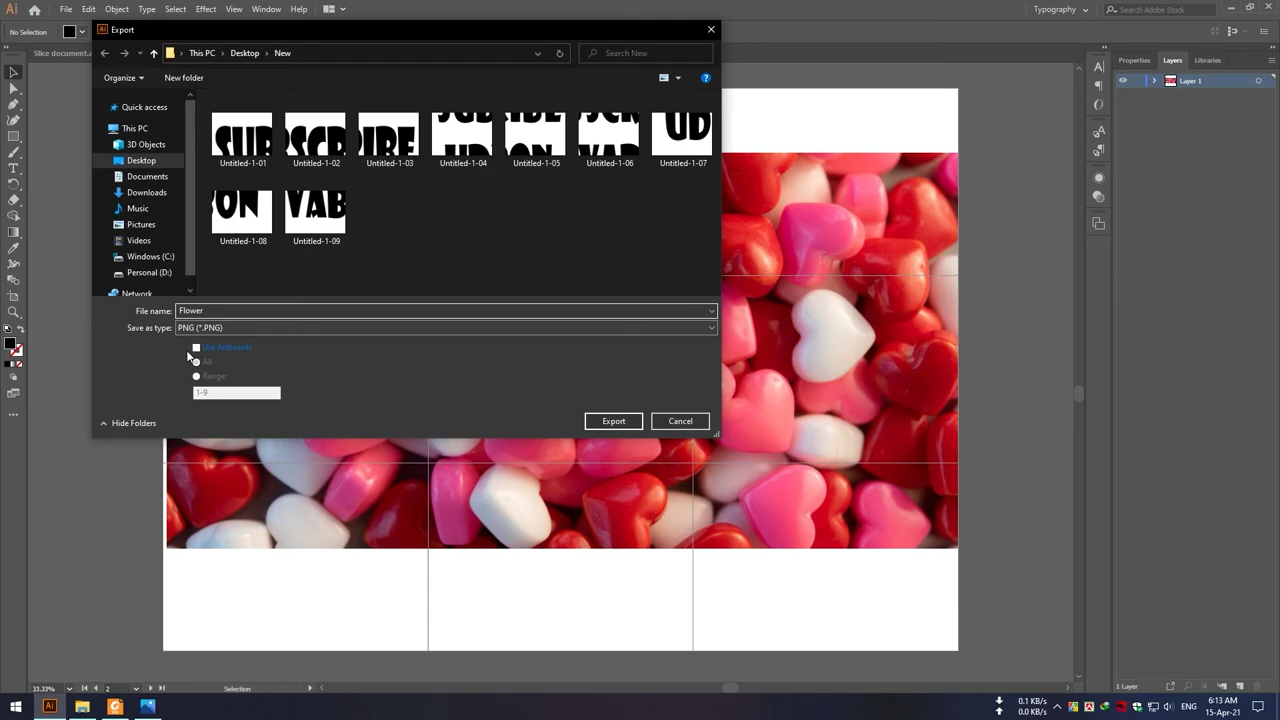 Ai File Edit Object Type Select Effect View Window Help Typography Search Adobe Stock
No Selection
Slice document.a
Properties Layers Libraries
Layer 1
Ai Export
This PC Desktop New Search New
Organize New folder
Quick access
This PC
3D Objects
Desktop
Documents
Downloads
Music
Pictures
Videos
Windows (C:)
Personal (D:)
Network
Untitled-1-01 Untitled-1-02 Untitled-1-03 Untitled-1-04 Untitled-1-05 Untitled-1-06 Untitled-1-07
Untitled-1-08 Untitled-1-09
File name: Flower
Save as type: PNG (*.PNG)
Use Artboards
All
Range:
1-9
Hide Folders Export Cancel
33.33% 2 Selection
1 Layer
0.1 KB/s
0.0 KB/s
ENG
6:13 AM
15-Apr-21